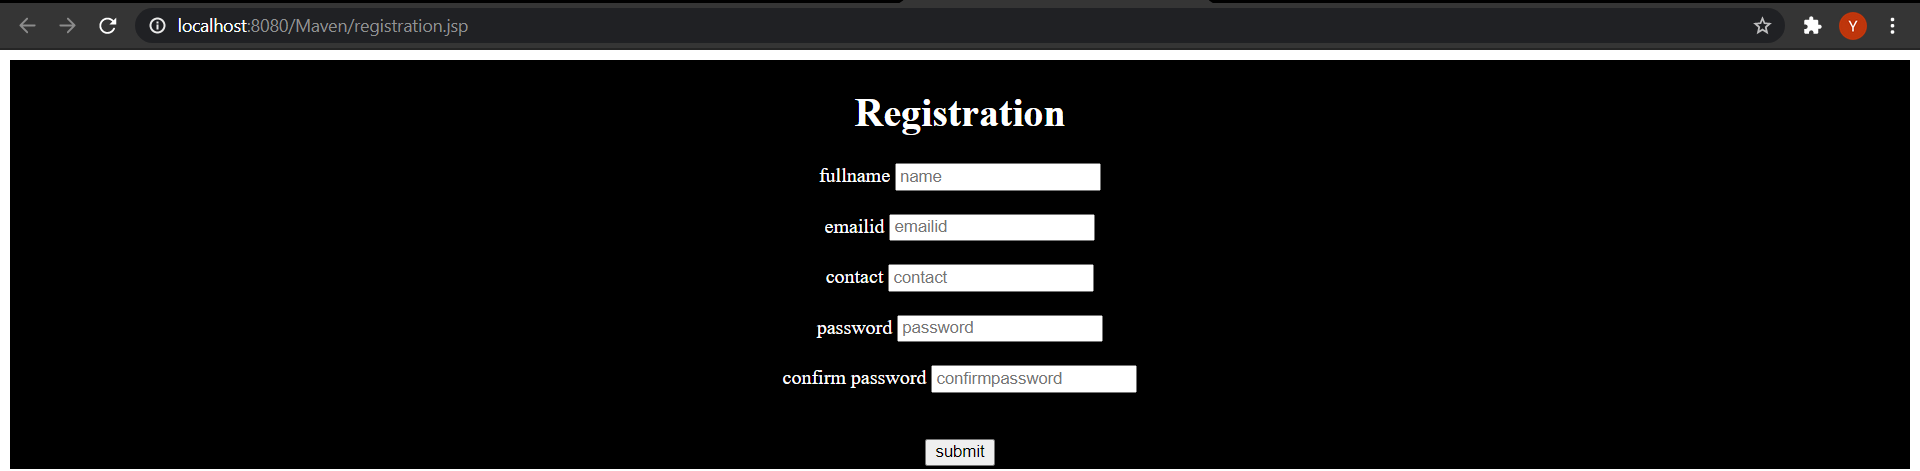 localhost:8080/Maven/registration.jsp
Y
Registration
fullname name
emailid emailid
contact contact
password password
confirm password confirmpassword
submit